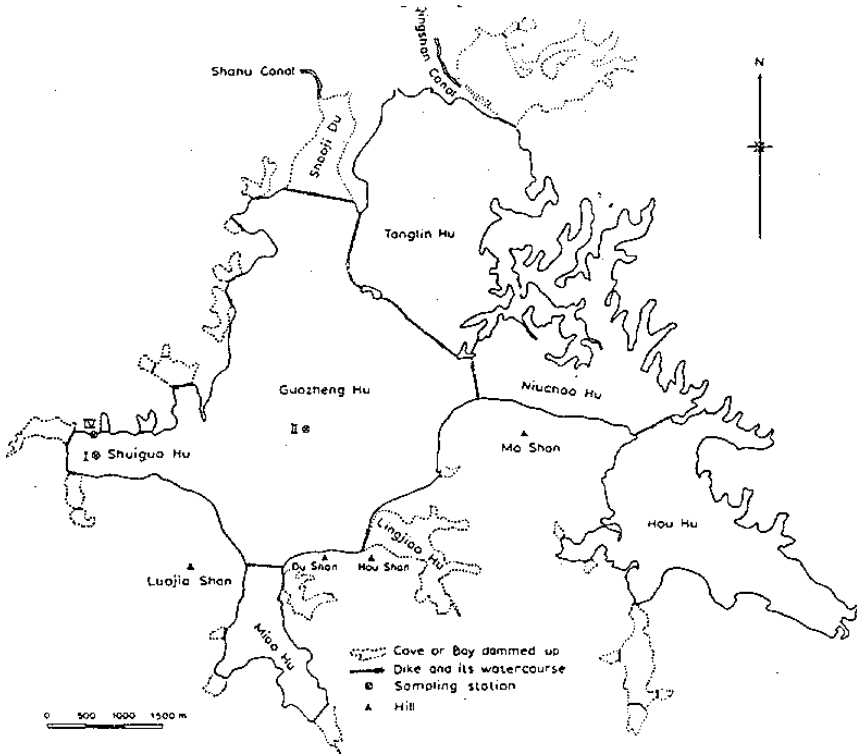 Shahu Canal
Jingshan Canal
N
Shaoji Du
Tanglin Hu
Guozheng Hu
Niuchao Hu
IV
II
I
Shuiguo Hu
Mo Shan
Hou Hu
Lingjiao Hu
Luojia Shan
Du Shan
Hou Shan
Miao Hu
Cove or Bay dammed up
Dike and its watercourse
Sampling station
Hill
0 500 1000 1500 m